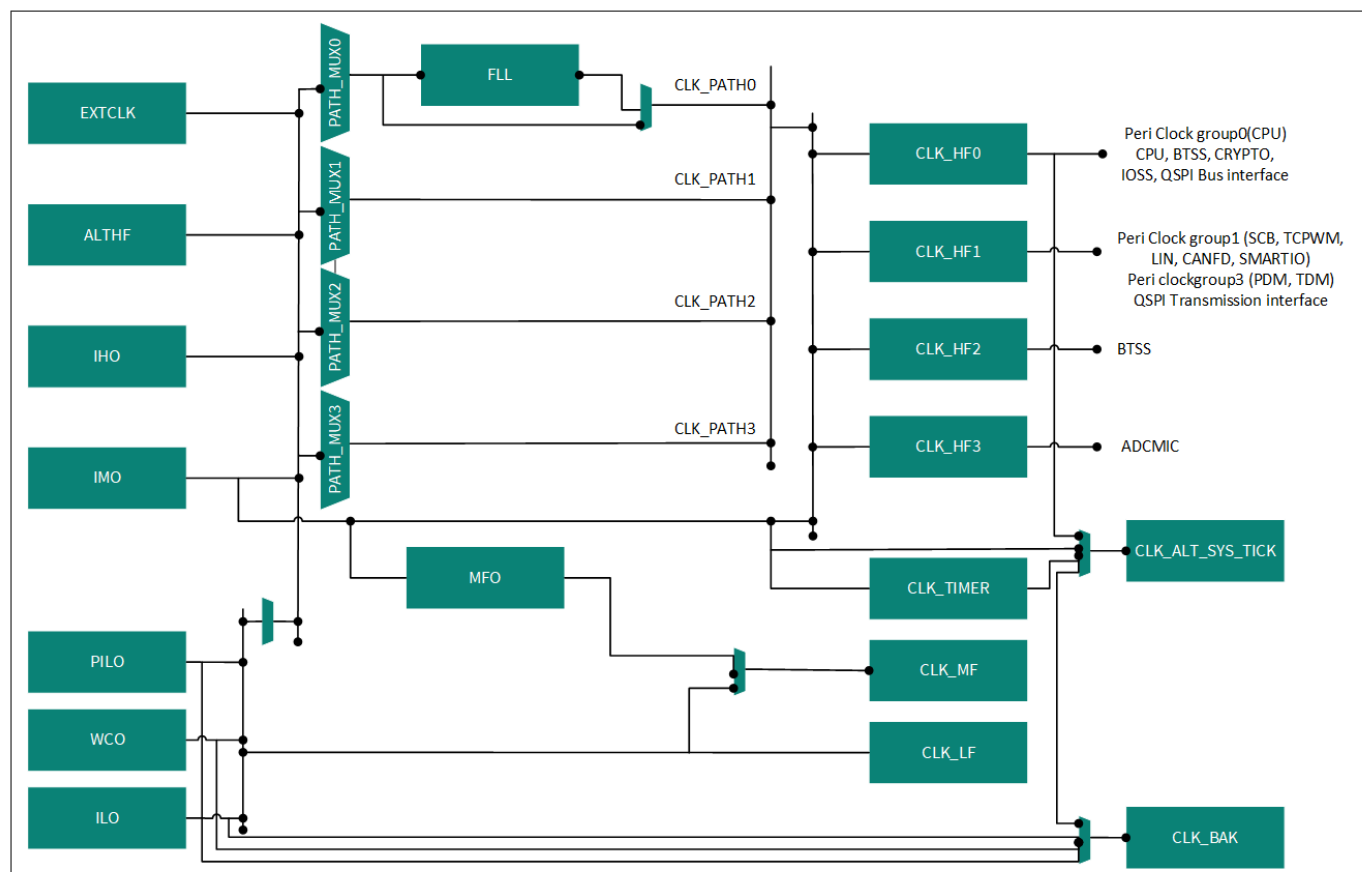 PATH_MUX0
FLL
CLK_PATH0
EXTCLK
CLK_HF0
Peri Clock group0(CPU)
CPU, BTSS, CRYPTO,
IOSS, QSPI Bus interface
PATH_MUX1
CLK_PATH1
ALTHF
CLK_HF1
Peri Clock group1 (SCB, TCPWM,
LIN, CANFD, SMARTIO)
Peri clockgroup3 (PDM, TDM)
QSPI Transmission interface
PATH_MUX2
CLK_PATH2
IHO
CLK_HF2
BTSS
PATH_MUX3
CLK_PATH3
IMO
CLK_HF3
ADCMIC
MFO
CLK_TIMER
CLK_ALT_SYS_TICK
PILO
CLK_MF
WCO
CLK_LF
ILO
CLK_BAK